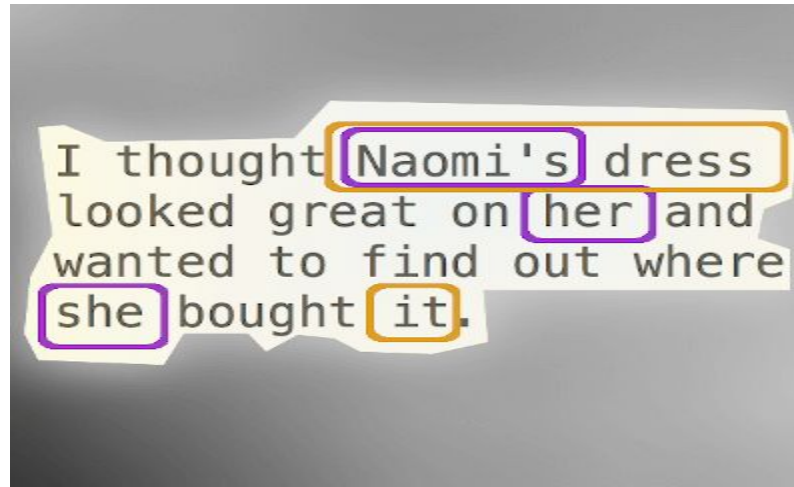 I thought Naomi's dress
looked great on her and
wanted to find out where
she bought it.